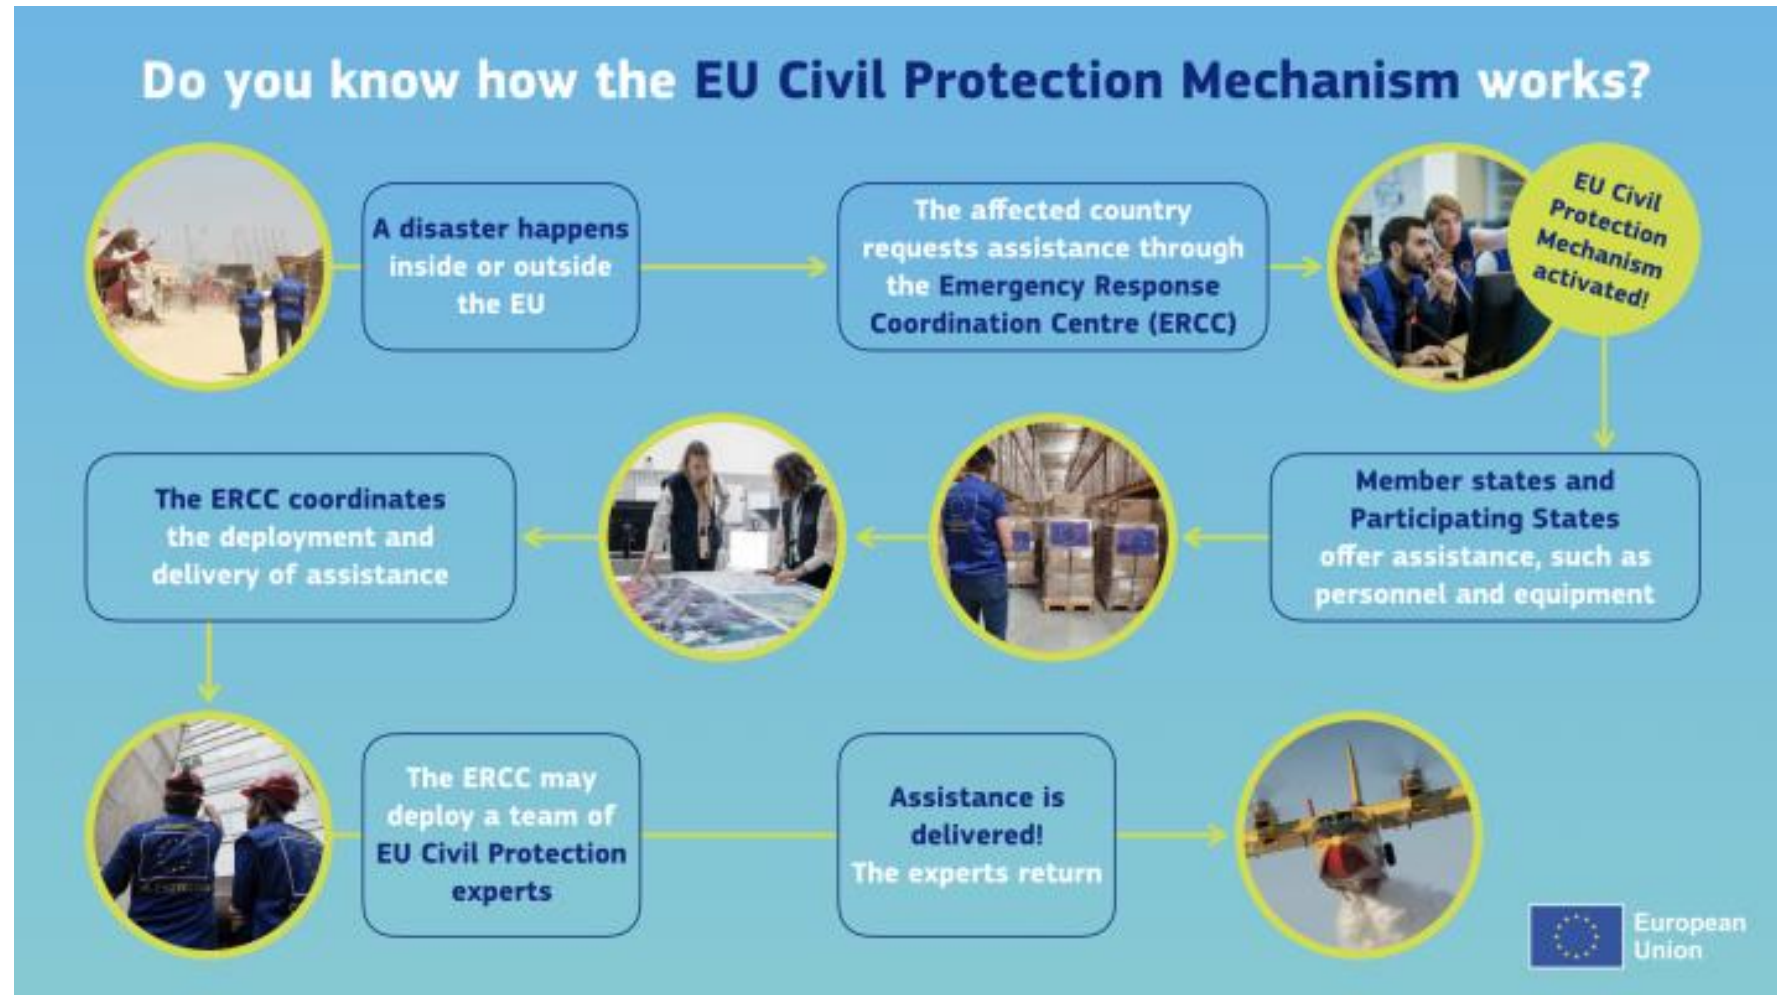 Do you know how the EU Civil Protection Mechanism works?
A disaster happens
inside or outside
the EU
The affected country
requests assistance through
the Emergency Response
Coordination Centre (ERCC)
EU Civil
Protection
Mechanism
activated!
Member states and
Participating States
offer assistance, such as
personnel and equipment
The ERCC coordinates
the deployment and
delivery of assistance
The ERCC may
deploy a team of
EU Civil Protection
experts
Assistance is
delivered!
The experts return
European
Union